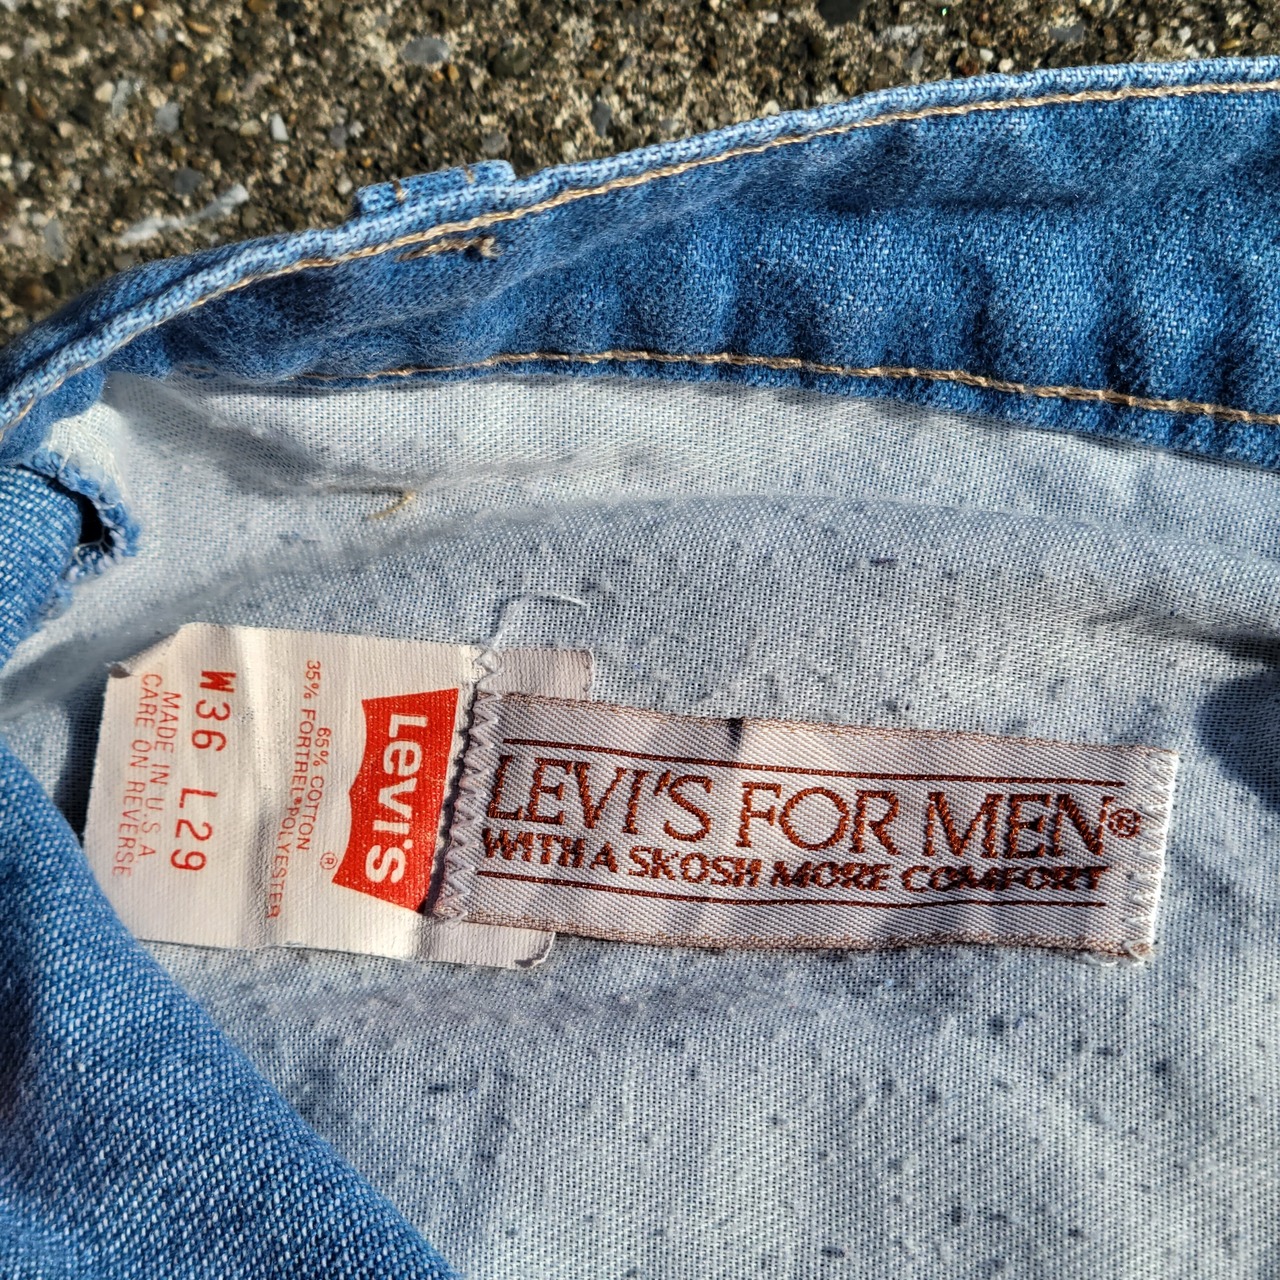 LEVI'S FOR MEN®
WITH A SKOSH MORE COMFORT
Levi's
®
65% COTTON
35% FORTREL® POLYESTER
W36 L29
MADE IN U.S.A
CARE ON REVERSE